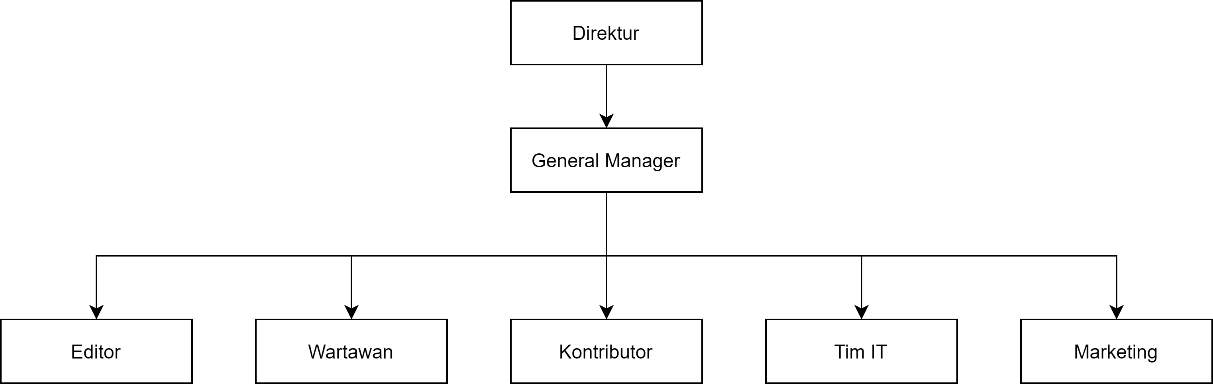 Direktur
General Manager
Editor
Wartawan
Kontributor
Tim IT
Marketing